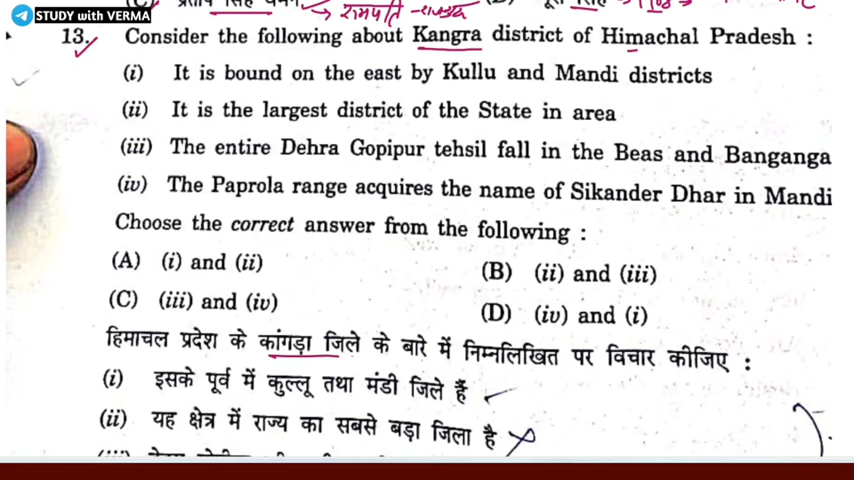 STUDY with VERMA
रामपति
13. Consider the following about Kangra district of Himachal Pradesh :
(i) It is bound on the east by Kullu and Mandi districts
(ii) It is the largest district of the State in area
(iii) The entire Dehra Gopipur tehsil fall in the Beas and Banganga
(iv) The Paprola range acquires the name of Sikander Dhar in Mandi
Choose the correct answer from the following :
(A) (i) and (ii)
(B) (ii) and (iii)
(C) (iii) and (iv)
(D) (iv) and (i)
हिमाचल प्रदेश के कांगड़ा जिले के बारे में निम्नलिखित पर विचार कीजिए :
(i) इसके पूर्व में कुल्लू तथा मंडी जिले हैं
(ii) यह क्षेत्र में राज्य का सबसे बड़ा जिला है